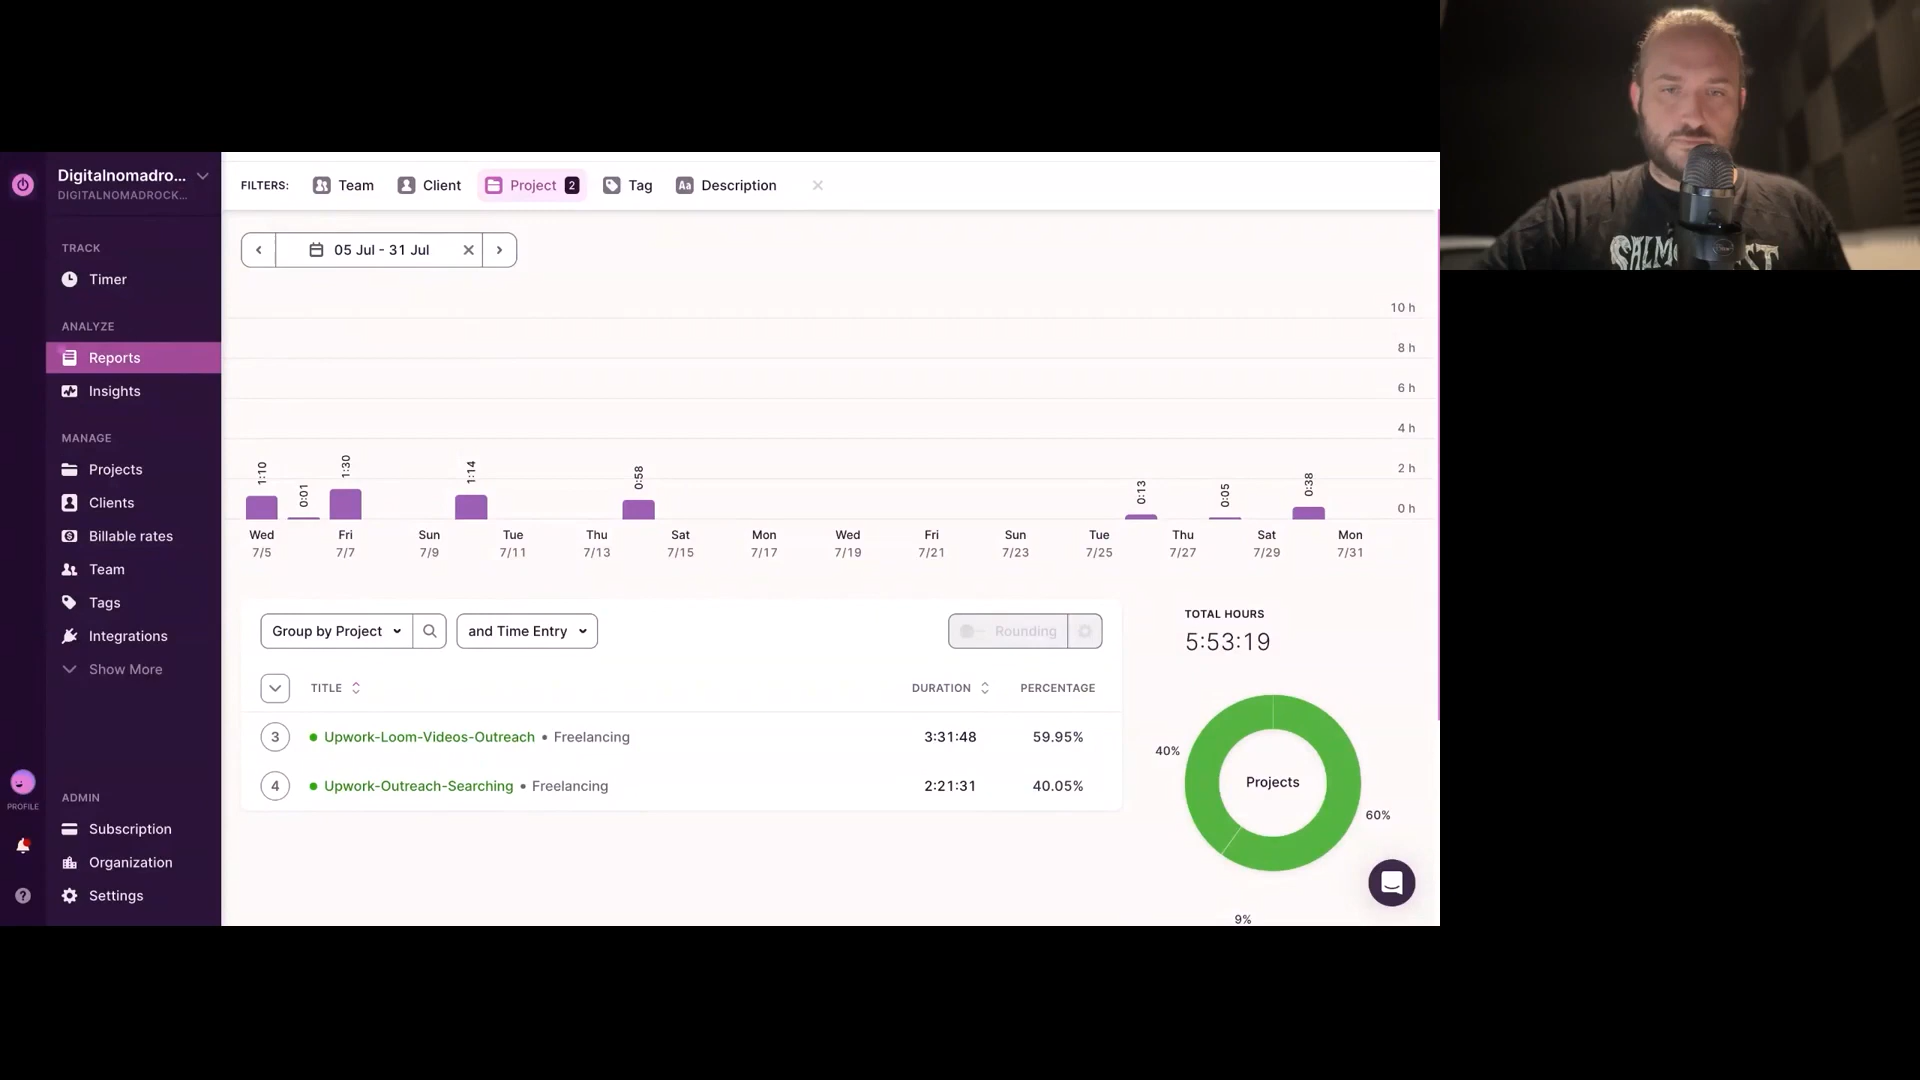 Digitalnomadro...
DIGITALNOMADROCK...
TRACK
Timer
ANALYZE
Reports
Insights
MANAGE
Projects
Clients
Billable rates
Team
Tags
Integrations
Show More
PROFILE
ADMIN
Subscription
Organization
Settings
FILTERS: Team Client Project 2 Tag Aa Description
05 Jul - 31 Jul
10 h
8 h
6 h
4 h
2 h
0 h
1:10 0:01 1:30 1:14 0:58 0:13 0:05 0:38
Wed Fri Sun Tue Thu Sat Mon Wed Fri Sun Tue Thu Sat Mon
7/5 7/7 7/9 7/11 7/13 7/15 7/17 7/19 7/21 7/23 7/25 7/27 7/29 7/31
Group by Project and Time Entry Rounding
TITLE DURATION PERCENTAGE
3 Upwork-Loom-Videos-Outreach • Freelancing 3:31:48 59.95%
4 Upwork-Outreach-Searching • Freelancing 2:21:31 40.05%
TOTAL HOURS
5:53:19
40%
Projects
60%
9%